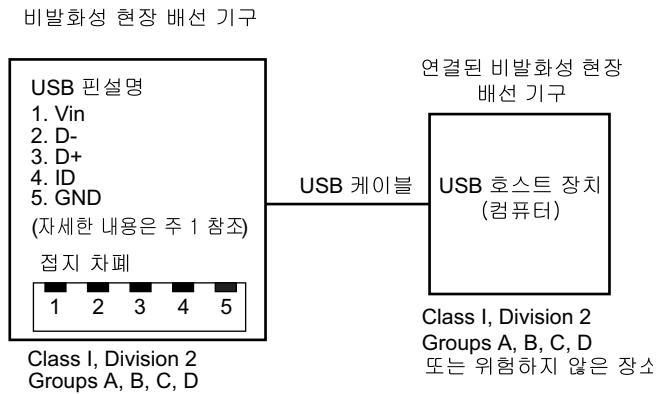 비발화성 현장 배선 기구
USB 핀설명
1. Vin
2. D-
3. D+
4. ID
5. GND
(자세한 내용은 주 1 참조)
접지 차폐
1 2 3 4 5
Class I, Division 2
Groups A, B, C, D
USB 케이블
연결된 비발화성 현장
배선 기구
USB 호스트 장치
(컴퓨터)
Class I, Division 2
Groups A, B, C, D
또는 위험하지 않은 장소